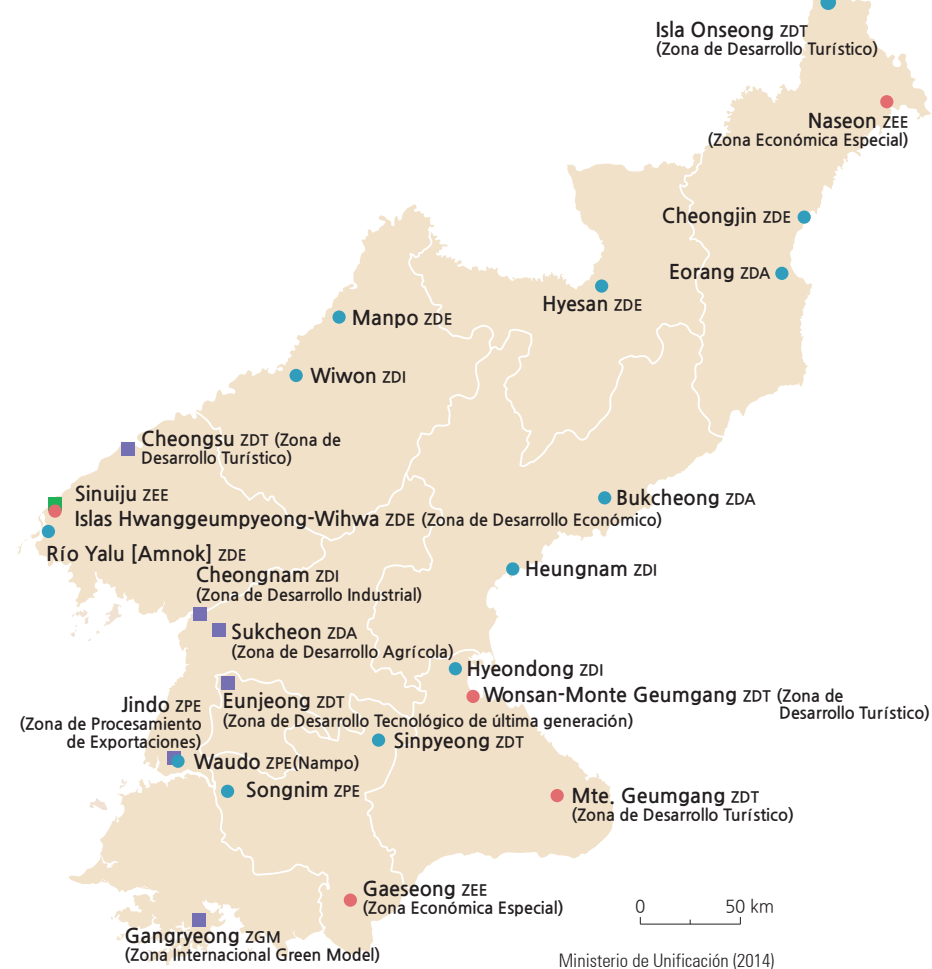 Isla Onseong ZDT
(Zona de Desarrollo Turístico)
Naseon ZEE
(Zona Económica Especial)
Cheongjin ZDE
Eorang ZDA
Hyesan ZDE
Manpo ZDE
Wiwon ZDI
Cheongsu ZDT (Zona de
Desarrollo Turístico)
Sinuiju ZEE
Islas Hwanggeumpyeong-Wihwa ZDE (Zona de Desarrollo Económico)
Río Yalu [Amnok] ZDE
Bukcheong ZDA
Heungnam ZDI
Cheongnam ZDI
(Zona de Desarrollo Industrial)
Sukcheon ZDA
(Zona de Desarrollo Agrícola)
Hyeondong ZDI
Wonsan-Monte Geumgang ZDT (Zona de
Desarrollo Turístico)
Eunjeong ZDT
(Zona de Desarrollo Tecnológico de última generación)
Jindo ZPE
(Zona de Procesamiento
de Exportaciones)
Sinpyeong ZDT
Waudo ZPE(Nampo)
Songnim ZPE
Mte. Geumgang ZDT
(Zona de Desarrollo Turístico)
Gaeseong ZEE
(Zona Económica Especial)
Gangryeong ZGM
(Zona Internacional Green Model)
0 50 km
Ministerio de Unificación (2014)